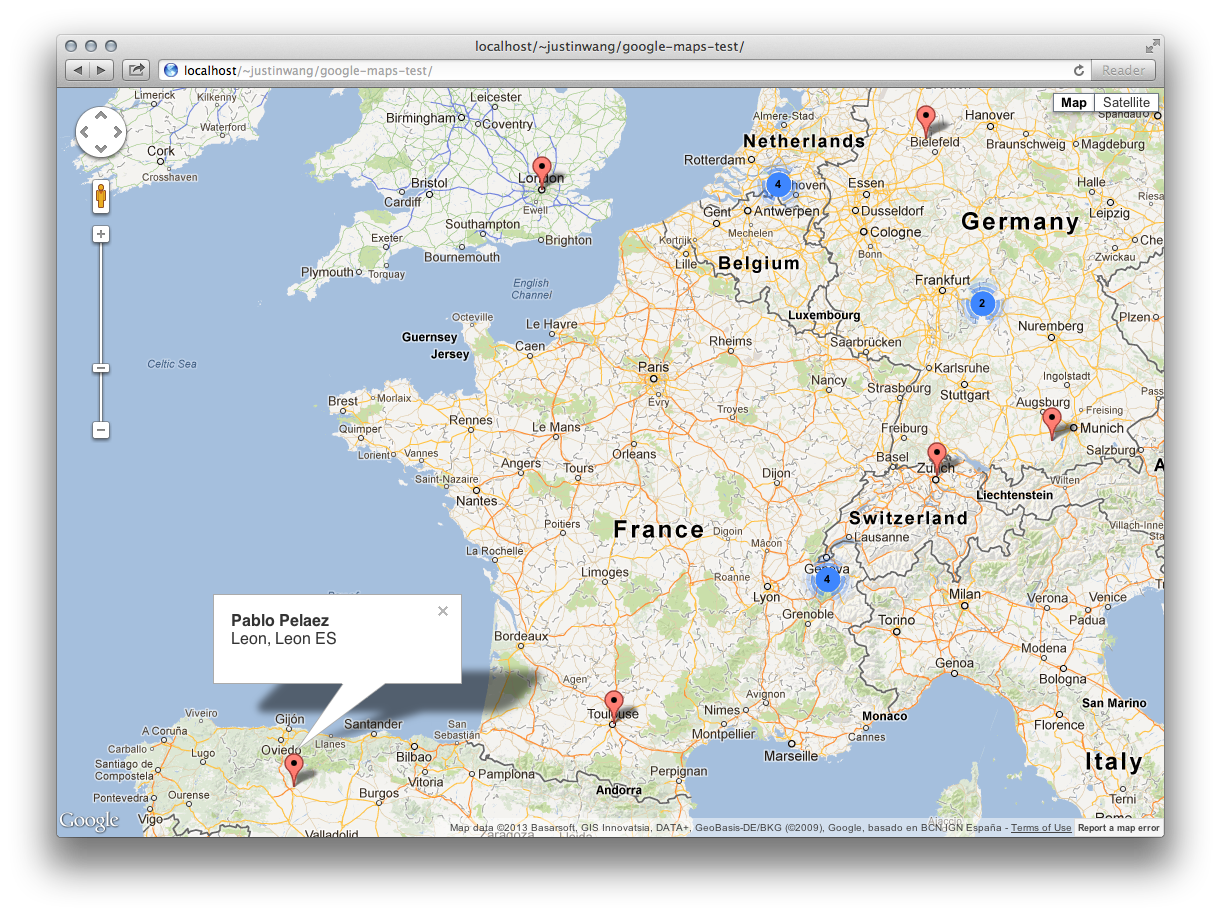 localhost/~justinwang/google-maps-test/
localhost/~justinwang/google-maps-test/
Reader
Map
Satellite
Limerick
Kilkenny
Waterford
Cork
Crosshaven
Leicester
Birmingham
Coventry
London
Ewell
Bristol
Cardiff
Southampton
Brighton
Exeter
Bournemouth
Plymouth
Torquay
English
Channel
Celtic Sea
Almere-Stad
Netherlands
Rotterdam
4
hoven
Gent
Antwerpen
Mechelen
Kortrijk
Lille
Belgium
Luxembourg
Hanover
Bielefeld
Braunschweig
Magdeburg
Spandau
Essen
Dusseldorf
Cologne
Bonn
Halle
Leipzig
Riesa
Germany
Che
Zwickau
Frankfurt
2
Plzen
Nuremberg
Saarbrücken
Karlsruhe
Ingolstadt
Pass
Strasbourg
Stuttgart
Augsburg
Freising
Munich
Freiburg
Salzburg
Basel
Zurich
A
Wilten
Liechtenstein
Switzerland
Villach-Inne
Lausanne
Octeville
Guernsey
Jersey
Le Havre
Caen
Rheims
Paris
Évry
Nancy
Troyes
Brest
Morlaix
Quimper
Rennes
Le Mans
Orleans
Lorient
Vannes
Angers
Tours
Dijon
Saint-Nazaire
Nantes
Poitiers
France
Digoin
Mâcon
La Rochelle
Limoges
Roanne
Geneva
4
Lyon
Grenoble
Milan
Verona
Venice
Torino
Padua
Modena
Genoa
Bologna
San Marino
Florence
Monaco
Cannes
Italy
Terni
Rome
Pablo Pelaez
Leon, Leon ES
Bordeaux
Agen
Toulouse
Avignon
Nimes
Montpellier
Marseille
Perpignan
Andorra
Ajaccio
Viveiro
Gijón
A Coruña
Santander
San
Sebastián
Carballo
Lugo
Oviedo
Llanes
Bilbao
Santiago de
Compostela
Vitoria
Pamplona
Pontevedra
Ourense
Burgos
Vigo
Valladolid
Zaragoza
Lleida
Google
Map data ©2013 Basarsoft, GIS Innovatsia, DATA+, GeoBasis-DE/BKG (©2009), Google, basado en BCN IGN España - Terms of Use
Report a map error